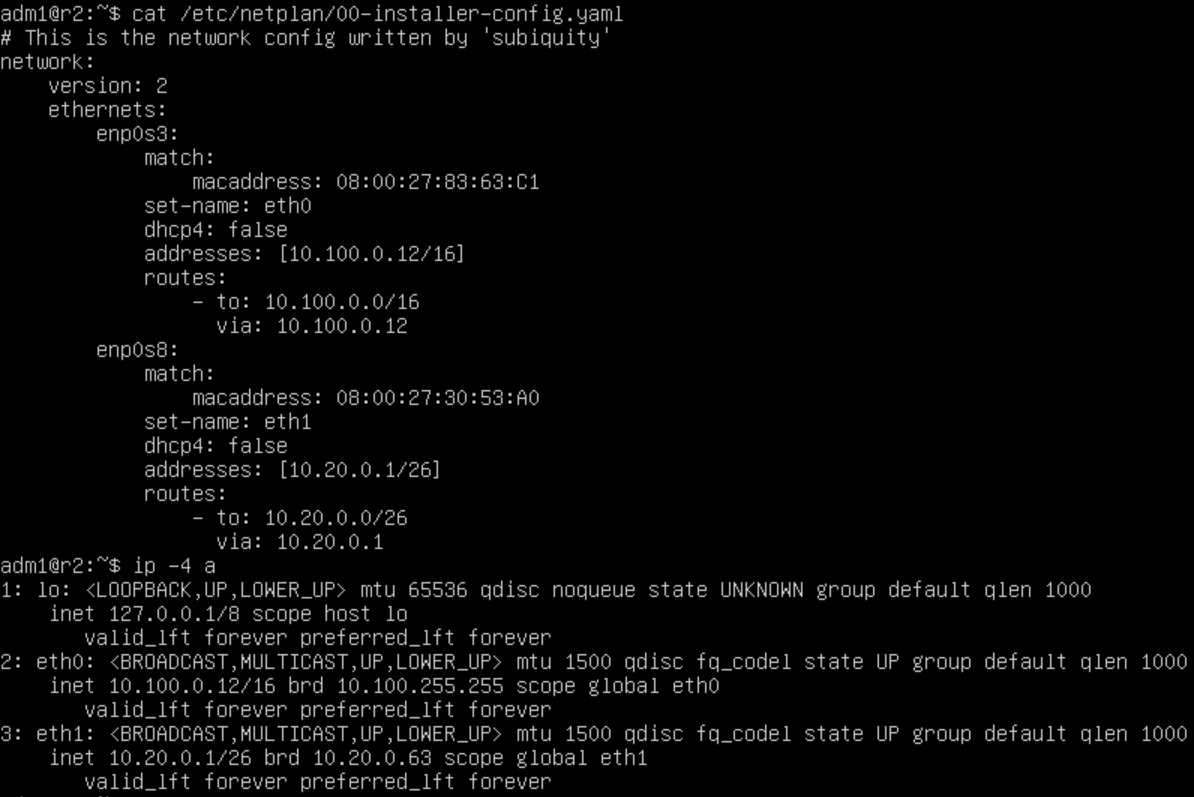 adm1@r2:~$ cat /etc/netplan/00-installer-config.yaml
# This is the network config written by 'subiquity'
network:
    version: 2
    ethernets:
        enp0s3:
            match:
                macaddress: 08:00:27:83:63:C1
            set-name: eth0
            dhcp4: false
            addresses: [10.100.0.12/16]
            routes:
                - to: 10.100.0.0/16
                  via: 10.100.0.12
        enp0s8:
            match:
                macaddress: 08:00:27:30:53:A0
            set-name: eth1
            dhcp4: false
            addresses: [10.20.0.1/26]
            routes:
                - to: 10.20.0.0/26
                  via: 10.20.0.1
adm1@r2:~$ ip -4 a
1: lo: <LOOPBACK,UP,LOWER_UP> mtu 65536 qdisc noqueue state UNKNOWN group default qlen 1000
    inet 127.0.0.1/8 scope host lo
       valid_lft forever preferred_lft forever
2: eth0: <BROADCAST,MULTICAST,UP,LOWER_UP> mtu 1500 qdisc fq_codel state UP group default qlen 1000
    inet 10.100.0.12/16 brd 10.100.255.255 scope global eth0
       valid_lft forever preferred_lft forever
3: eth1: <BROADCAST,MULTICAST,UP,LOWER_UP> mtu 1500 qdisc fq_codel state UP group default qlen 1000
    inet 10.20.0.1/26 brd 10.20.0.63 scope global eth1
       valid_lft forever preferred_lft forever